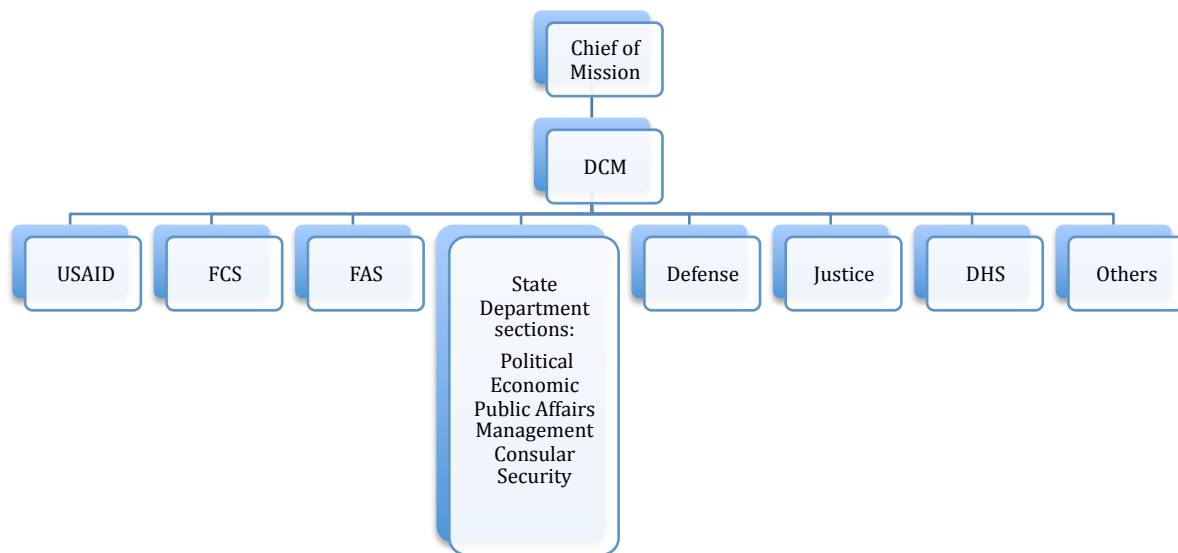 Chief of
Mission
DCM
USAID
FCS
FAS
State
Department
sections:
Political
Economic
Public Affairs
Management
Consular
Security
Defense
Justice
DHS
Others